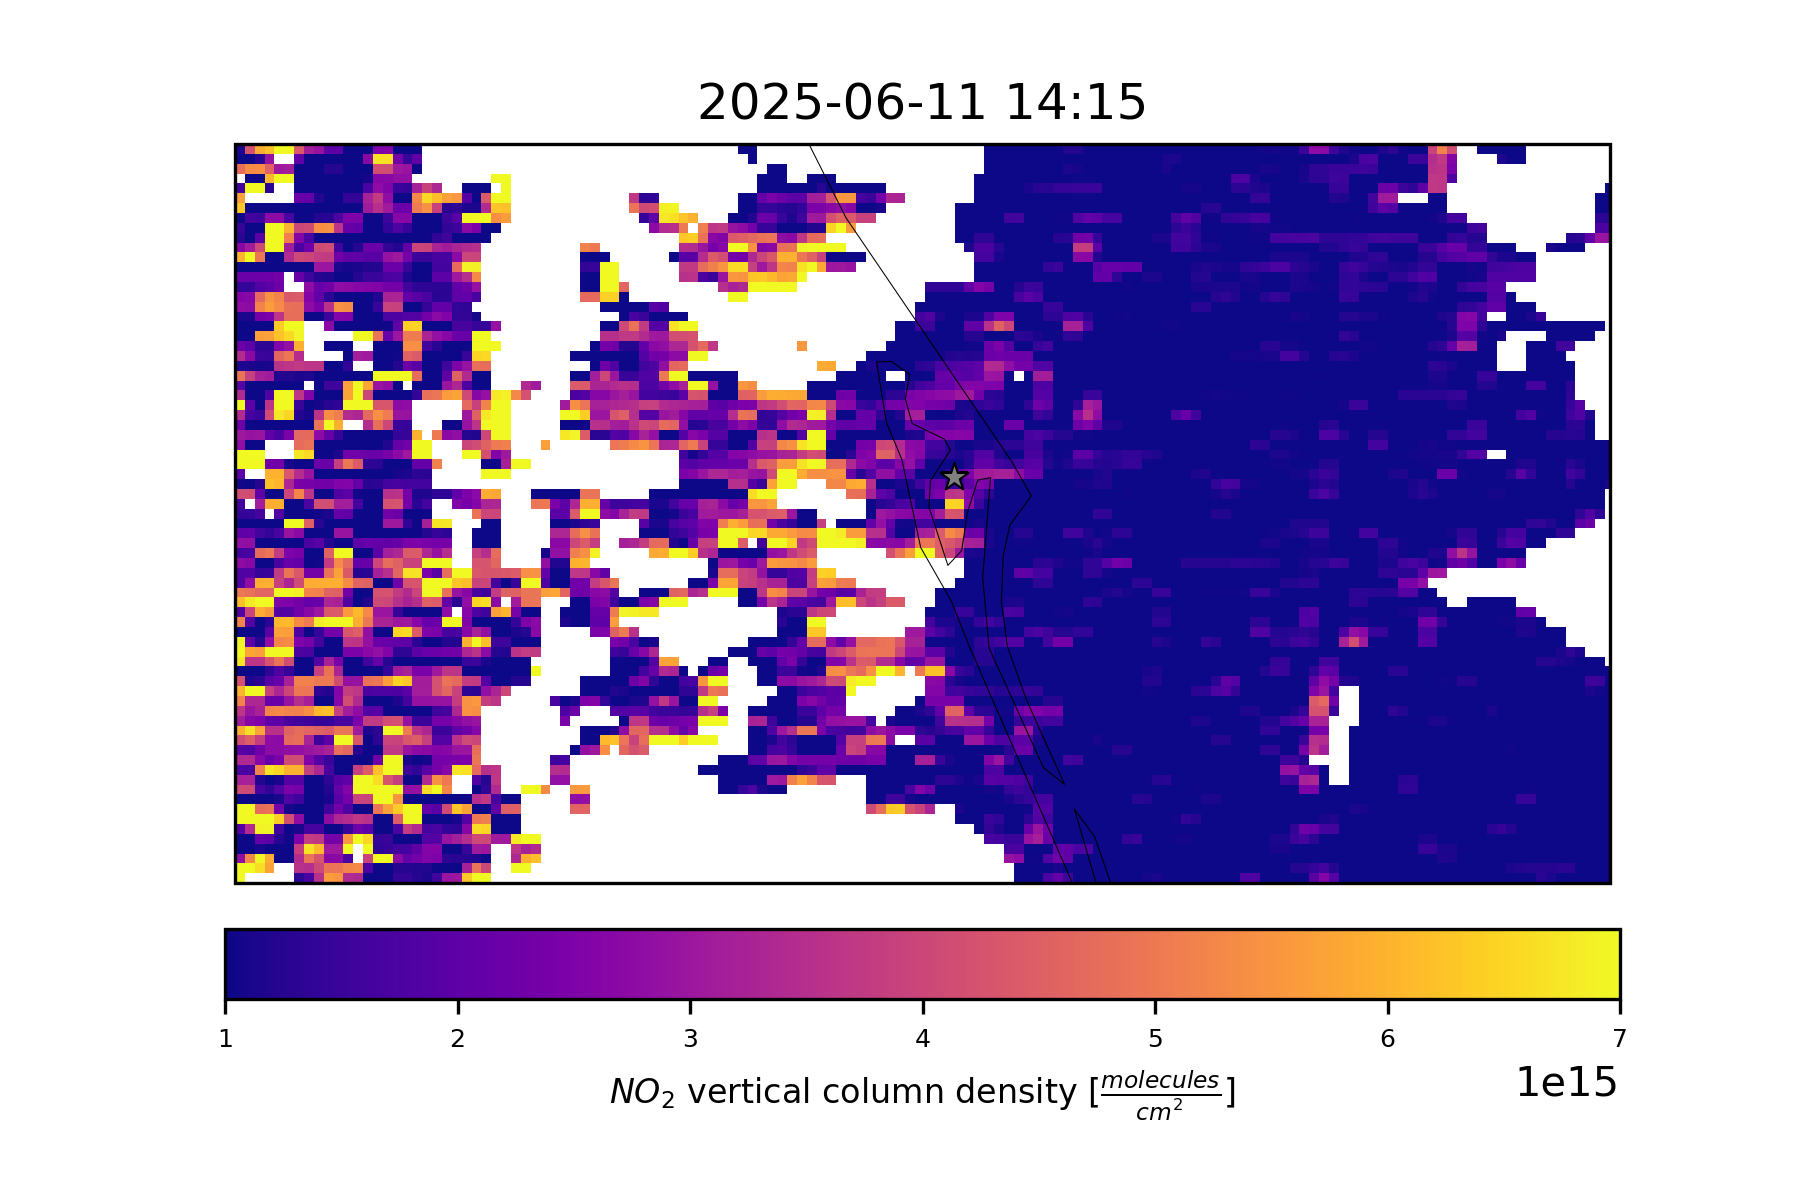 2025-06-11 14:15
1 2 3 4 5 6 7
1e15
NO₂ vertical column density [molecules/cm²]